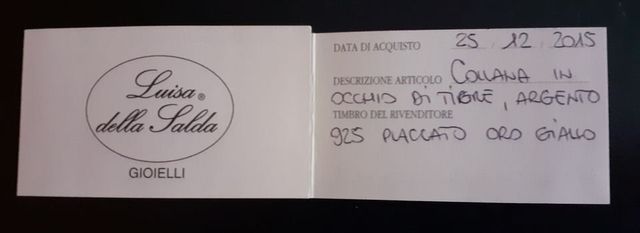 Luisa®
della Salda
GIOIELLI
DATA DI ACQUISTO 25 12 2015
DESCRIZIONE ARTICOLO COLLANA IN
OCCHIO DI TIGRE, ARGENTO
TIMBRO DEL RIVENDITORE
925 PLACCATO ORO GIALLO